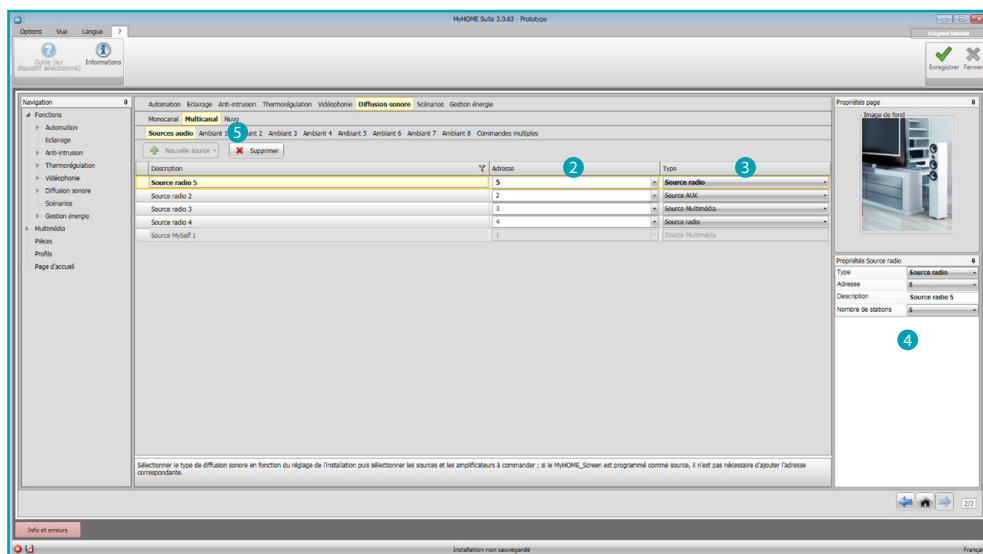 MyHOME Suite 3.0.63 - Prototype
Options Vue Langue ?
Guide (sur dispositif sélectionné)
Informations
Enregistrer Fermer
Navigation
Fonctions
Automation
Eclairage
Anti-intrusion
Thermorégulation
Vidéophonie
Diffusion sonore
Scénarios
Gestion énergie
Multimédia
Pièces
Profils
Page d'accueil
Automation Eclairage Anti-intrusion Thermorégulation Vidéophonie Diffusion sonore Scénarios Gestion énergie
Monocanal Multicanal Nuvo
Sources audio Ambiant 1 5 2 Ambiant 3 Ambiant 4 Ambiant 5 Ambiant 6 Ambiant 7 Ambiant 8 Commandes multiples
Nouvelle source Supprimer
Description Adresse 2 Type 3
Source radio 5 5 Source radio
Source radio 2 2 Source AUX
Source radio 3 3 Source Multimédia
Source radio 4 4 Source radio
Source MySelf 1 1 Source Multimédia
Sélectionner le type de diffusion sonore en fonction du réglage de l'installation puis sélectionner les sources et les amplificateurs à commander ; si le MyHOME_Screen est programmé comme source, il n'est pas nécessaire d'ajouter l'adresse
correspondante.
Propriétés page
Image de fond
Propriétés Source radio
Type Source radio
Adresse 5
Description Source radio 5
Nombre de stations 5
4
2/2
Info et erreurs
Installation non sauvegardé
França